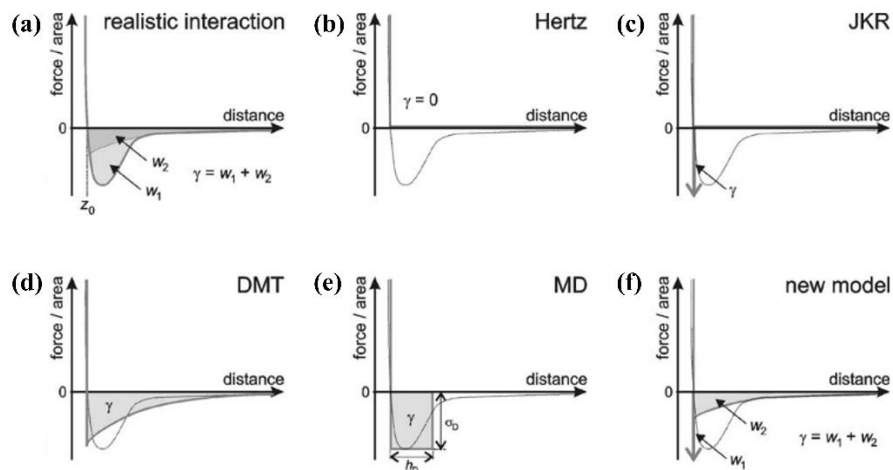 (a) realistic interaction
force / area
distance
0
w₂
γ = w₁ + w₂
w₁
z₀
(b) Hertz
force / area
γ = 0
distance
0
(c) JKR
force / area
distance
0
γ
(d) DMT
force / area
distance
0
γ
(e) MD
force / area
distance
0
γ
σD
hD
(f) new model
force / area
distance
0
w₂
w₁
γ = w₁ + w₂